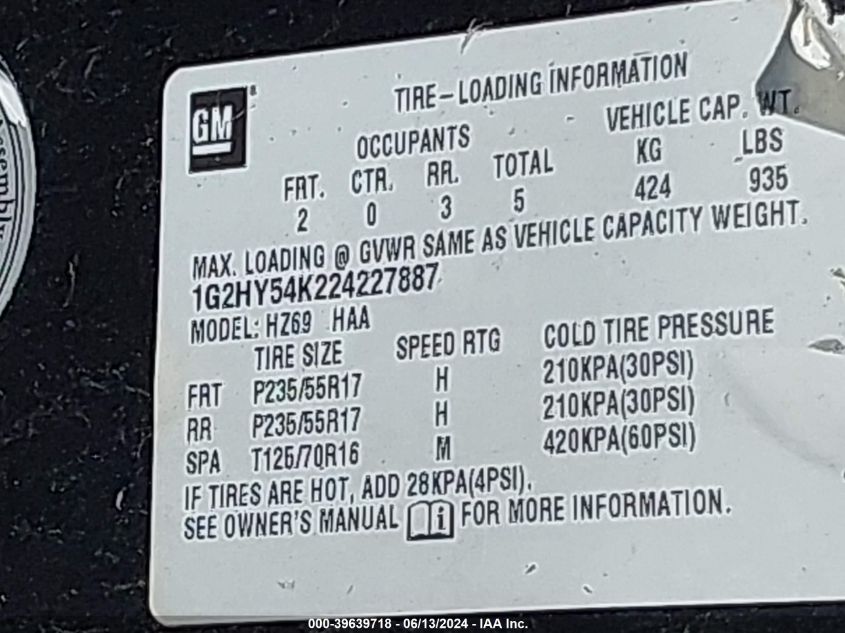 GM
TIRE-LOADING INFORMATION
OCCUPANTS VEHICLE CAP. WT.
FRT. CTR. RR. TOTAL KG LBS
2 0 3 5 424 935
MAX. LOADING @ GVWR SAME AS VEHICLE CAPACITY WEIGHT.
1G2HY54K224227887
MODEL: HZ69 HAA
TIRE SIZE SPEED RTG COLD TIRE PRESSURE
FRT P235/55R17 H 210KPA(30PSI)
RR P235/55R17 H 210KPA(30PSI)
SPA T125/70R16 M 420KPA(60PSI)
IF TIRES ARE HOT, ADD 28KPA(4PSI).
SEE OWNER'S MANUAL i FOR MORE INFORMATION.
000-39639718 - 06/13/2024 - IAA Inc.